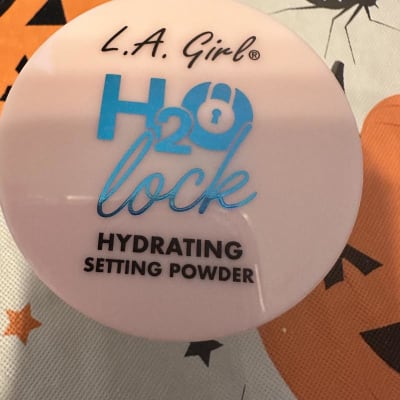 L.A. Girl®
H2O
lock
HYDRATING
SETTING POWDER